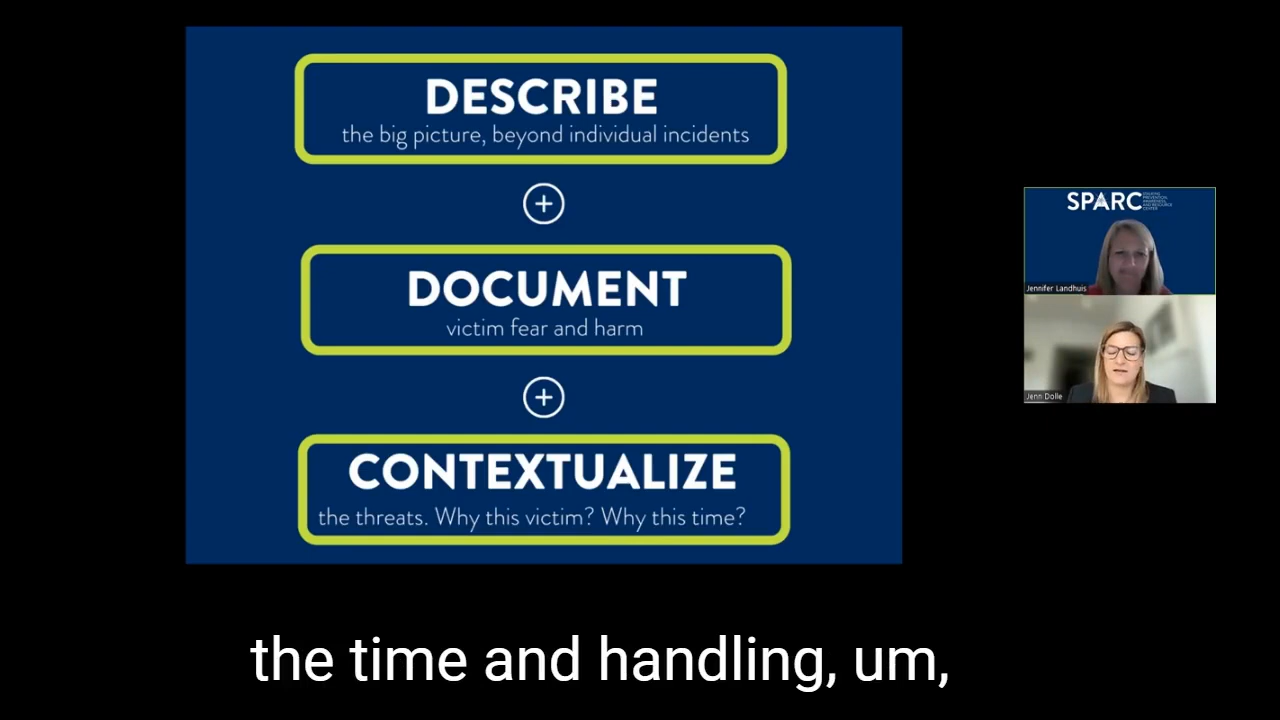 DESCRIBE
the big picture, beyond individual incidents
DOCUMENT
victim fear and harm
CONTEXTUALIZE
the threats. Why this victim? Why this time?
SPARC
Jennifer Landhuis
Jenn Dolle
the time and handling, um,